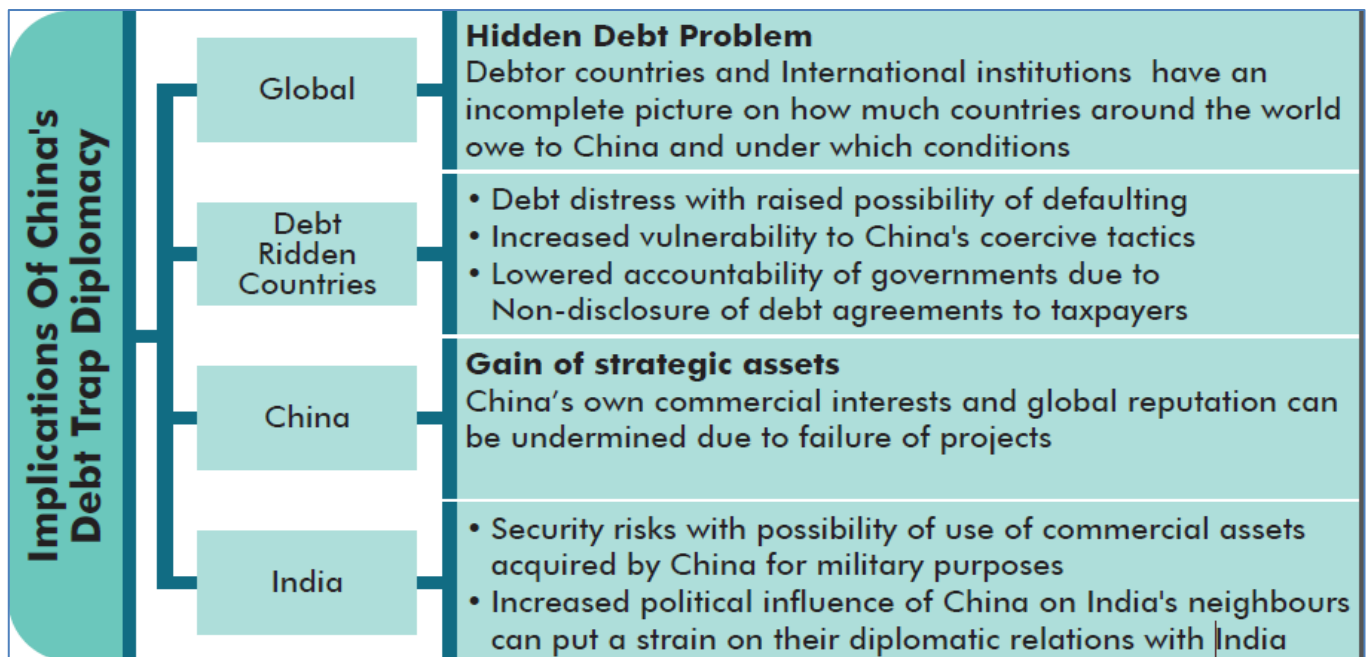 Implications Of China's
Debt Trap Diplomacy
Global
Hidden Debt Problem
Debtor countries and International institutions have an
incomplete picture on how much countries around the world
owe to China and under which conditions
Debt
Ridden
Countries
• Debt distress with raised possibility of defaulting
• Increased vulnerability to China's coercive tactics
• Lowered accountability of governments due to
Non-disclosure of debt agreements to taxpayers
China
Gain of strategic assets
China's own commercial interests and global reputation can
be undermined due to failure of projects
India
• Security risks with possibility of use of commercial assets
acquired by China for military purposes
• Increased political influence of China on India's neighbours
can put a strain on their diplomatic relations with India